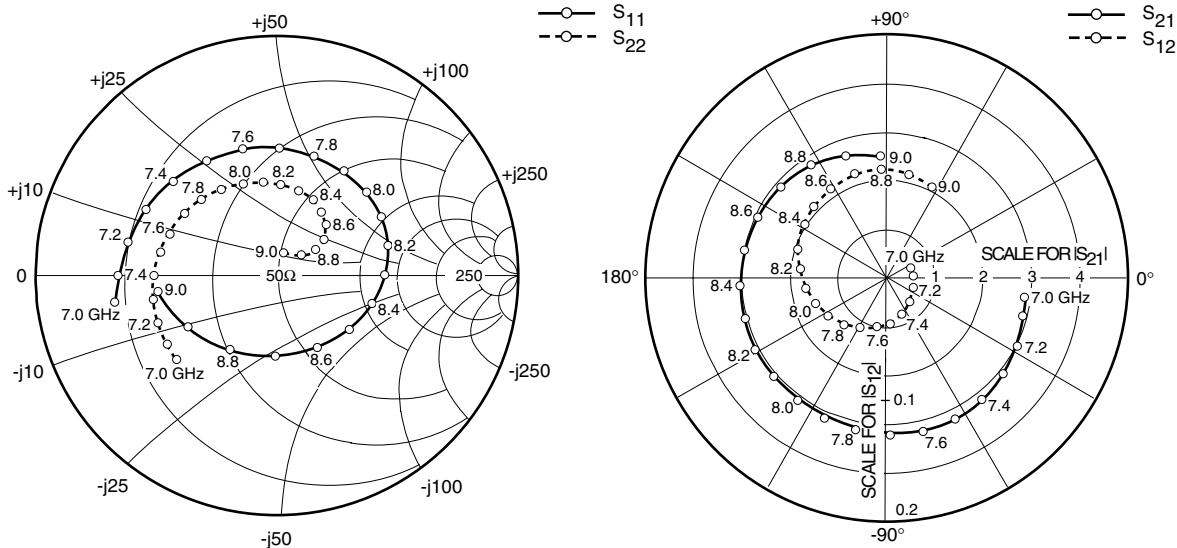 S11
S22
+j50
+j25
+j100
+j10
+j250
0
50Ω
250
-j10
-j250
-j25
-j100
-j50
7.0 GHz
7.2
7.4
7.6
7.8
8.0
8.2
8.4
8.6
8.8
9.0
7.0 GHz
7.2
7.4
7.6
7.8
8.0
8.2
8.4
8.6
8.8
9.0
S21
S12
+90°
180°
0°
-90°
SCALE FOR |S21|
1
2
3
4
SCALE FOR |S12|
0.1
0.2
7.0 GHz
7.2
7.4
7.6
7.8
8.0
8.2
8.4
8.6
8.8
9.0
7.0 GHz
7.2
7.4
7.6
7.8
8.0
8.2
8.4
8.6
8.8
9.0